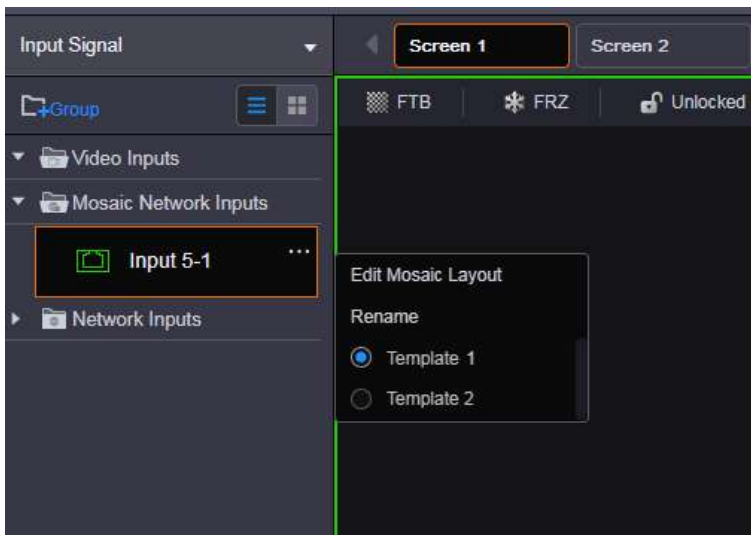 Input Signal
Screen 1
Screen 2
Group
FTB
FRZ
Unlocked
Video Inputs
Mosaic Network Inputs
Input 5-1
...
Network Inputs
Edit Mosaic Layout
Rename
Template 1
Template 2